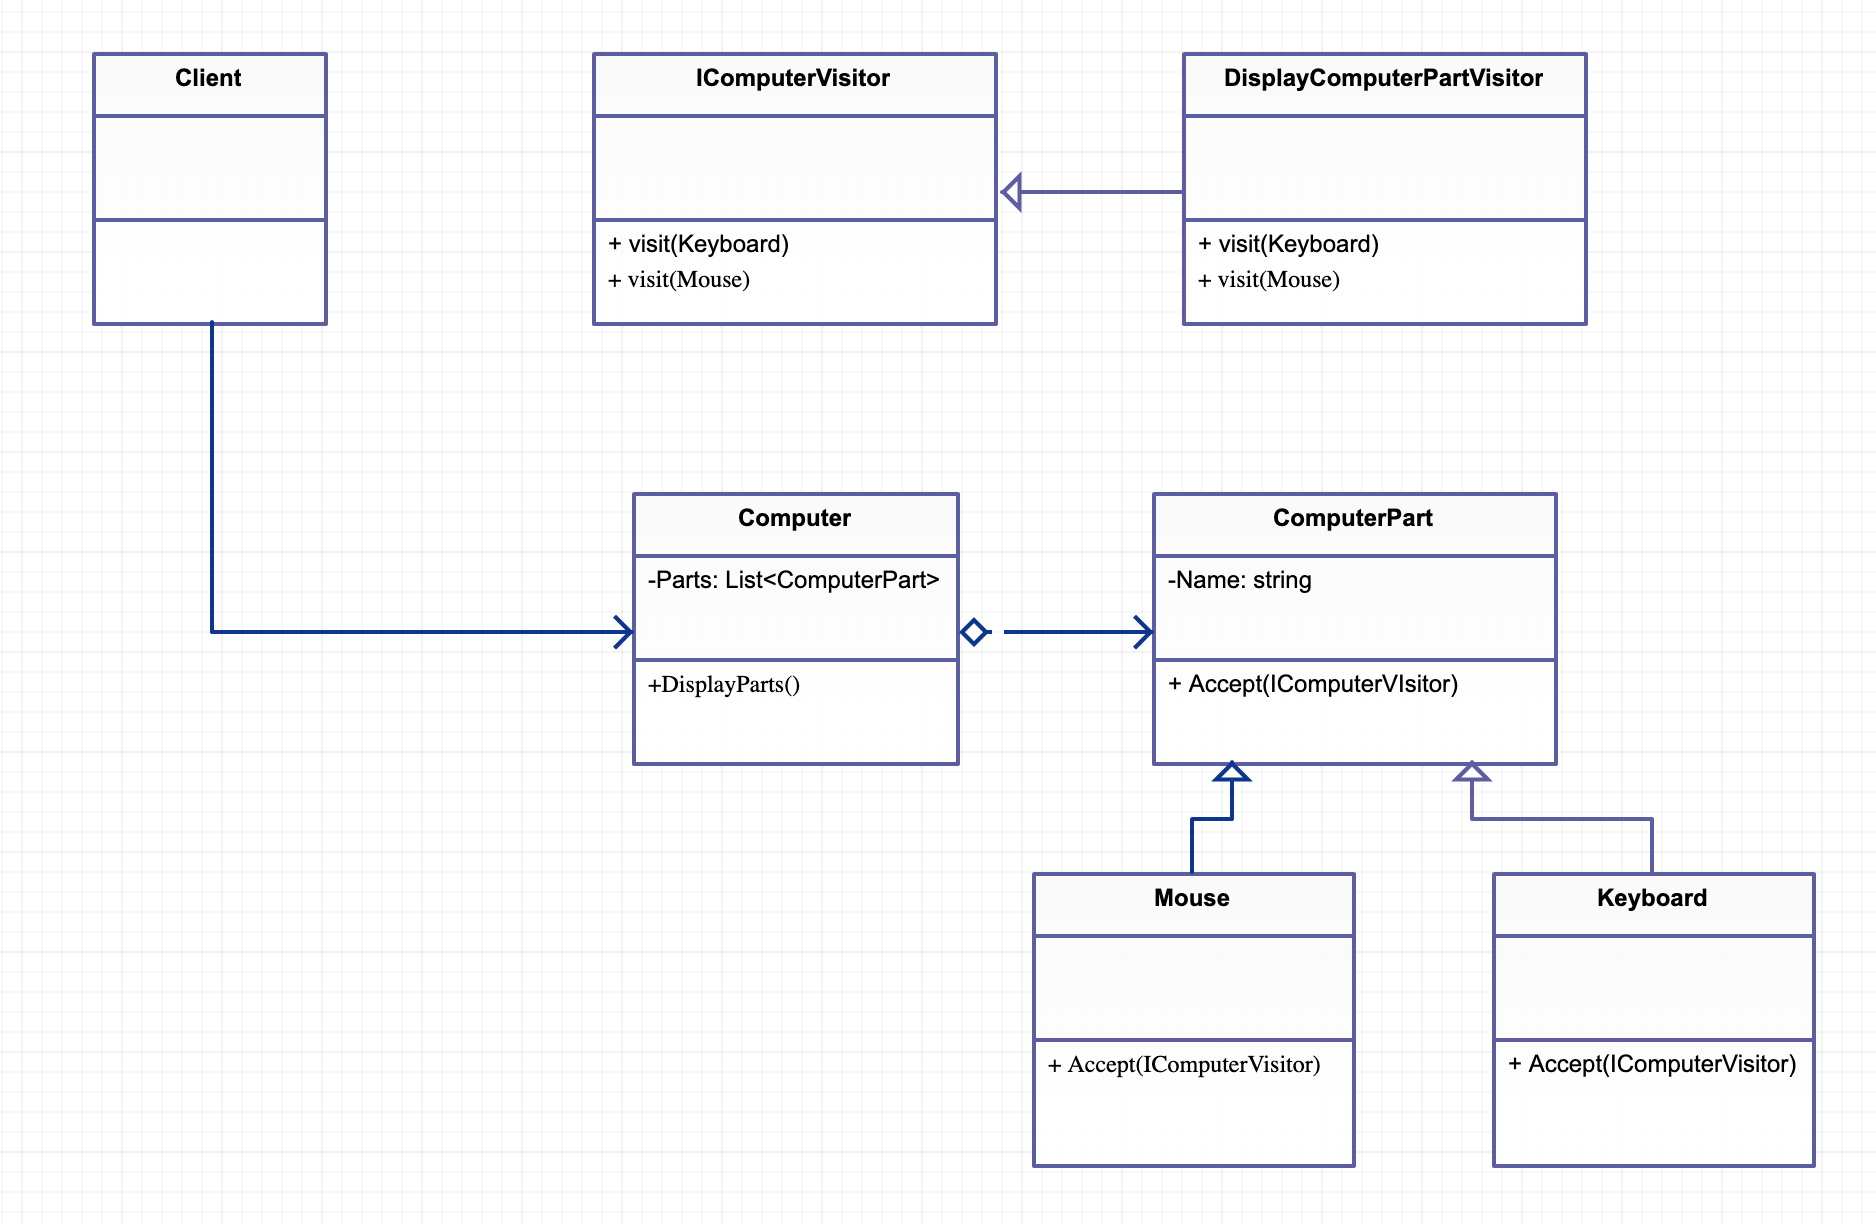 Client
IComputerVisitor
+ visit(Keyboard)
+ visit(Mouse)
DisplayComputerPartVisitor
+ visit(Keyboard)
+ visit(Mouse)
Computer
-Parts: List<ComputerPart>
+DisplayParts()
ComputerPart
-Name: string
+ Accept(IComputerVIsitor)
Mouse
+ Accept(IComputerVisitor)
Keyboard
+ Accept(IComputerVisitor)